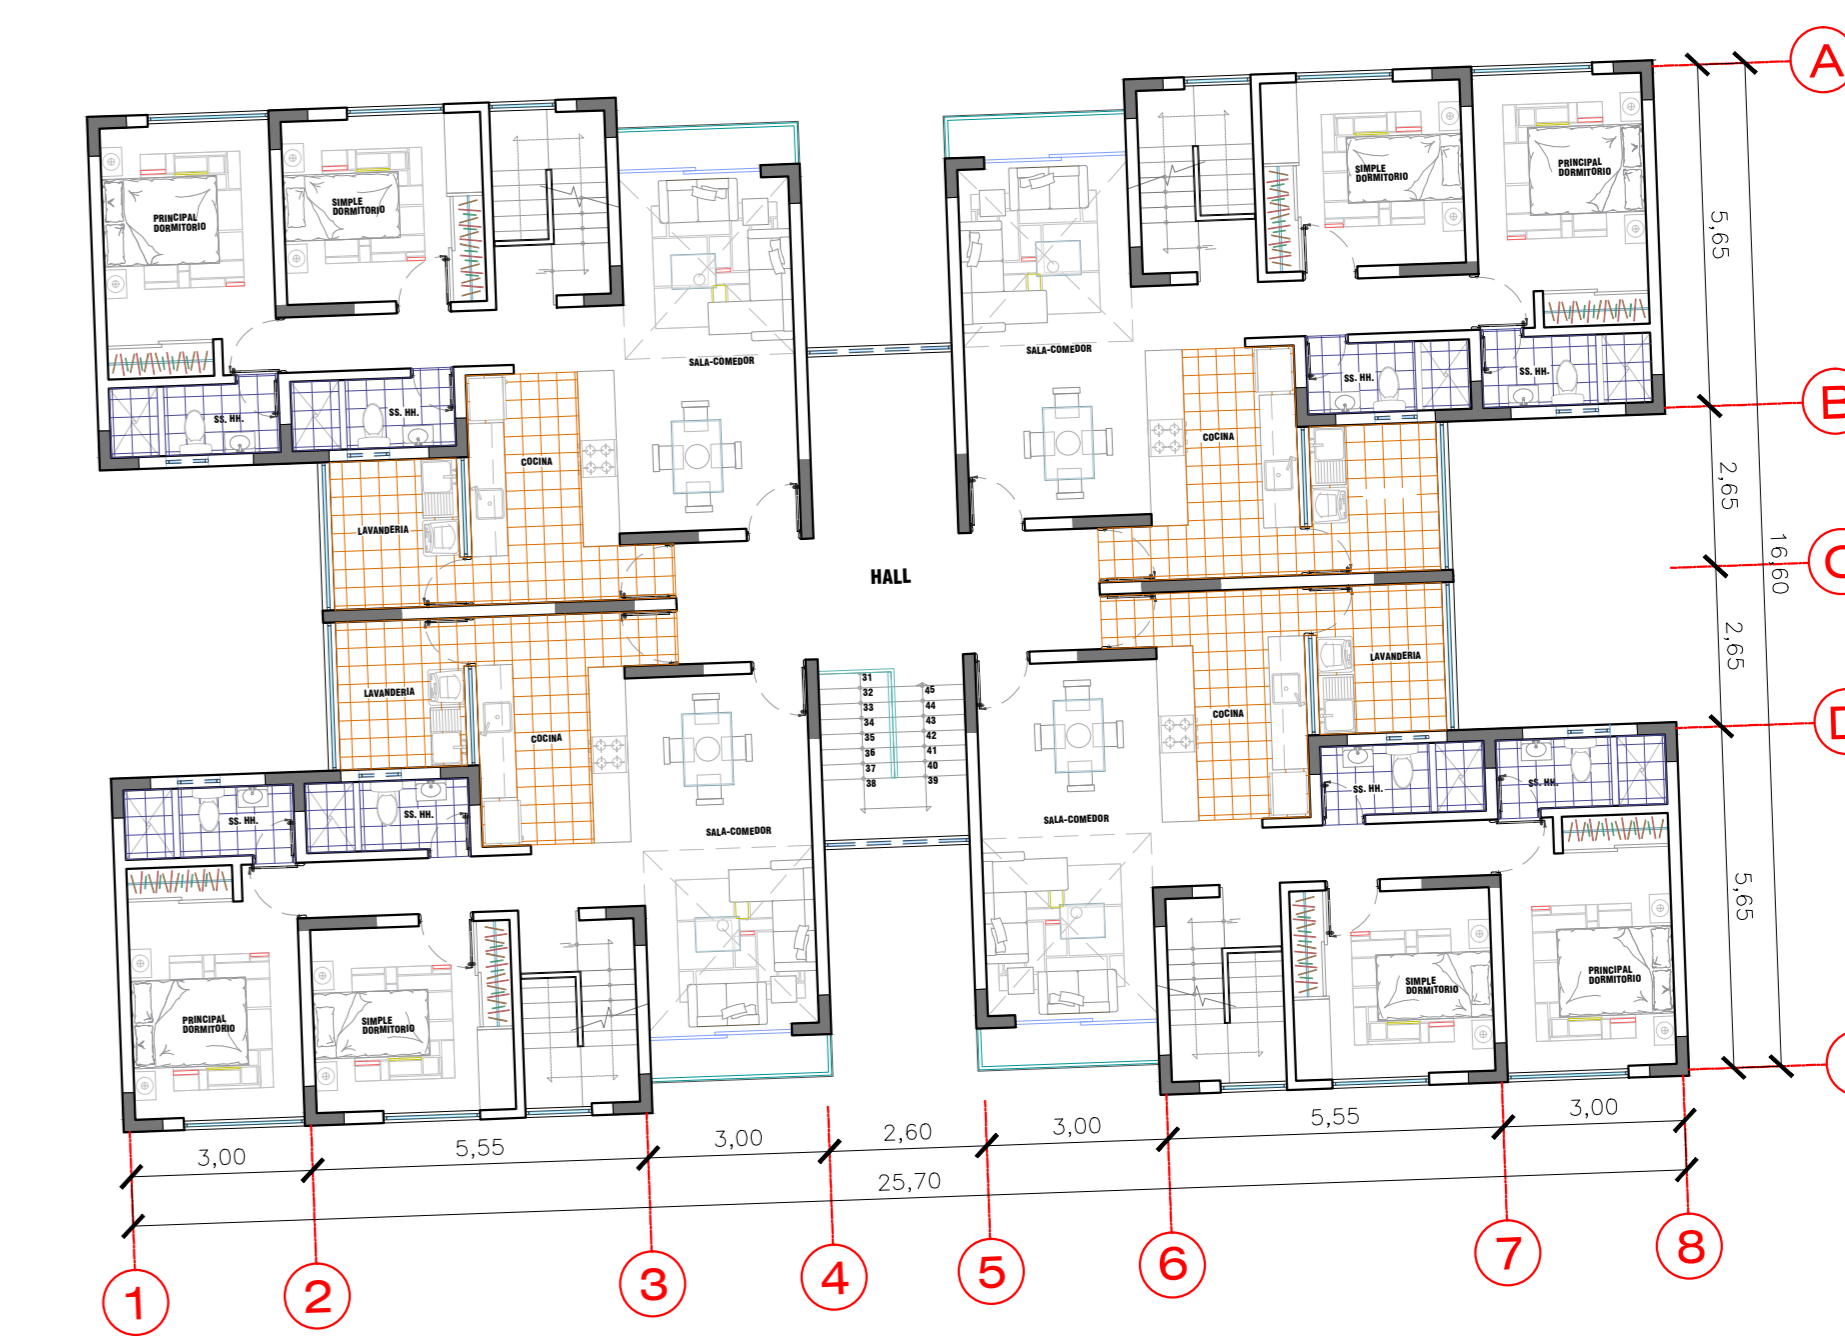 A
PRINCIPAL
DORMITORIO
SIMPLE
DORMITORIO
SIMPLE
DORMITORIO
PRINCIPAL
DORMITORIO
5,65
SALA-COMEDOR
SALA-COMEDOR
SS. HH.
SS. HH.
SS. HH.
SS. HH.
B
COCINA
COCINA
2,65
LAVANDERIA
HALL
16,60
2,65
LAVANDERIA
LAVANDERIA
COCINA
COCINA
31
32
33
34
35
36
37
38
45
44
43
42
41
40
39
SS. HH.
SS. HH.
SS. HH.
SS. HH.
SALA-COMEDOR
SALA-COMEDOR
5,65
PRINCIPAL
DORMITORIO
SIMPLE
DORMITORIO
SIMPLE
DORMITORIO
PRINCIPAL
DORMITORIO
3,00
5,55
3,00
2,60
3,00
5,55
3,00
25,70
1
2
3
4
5
6
7
8